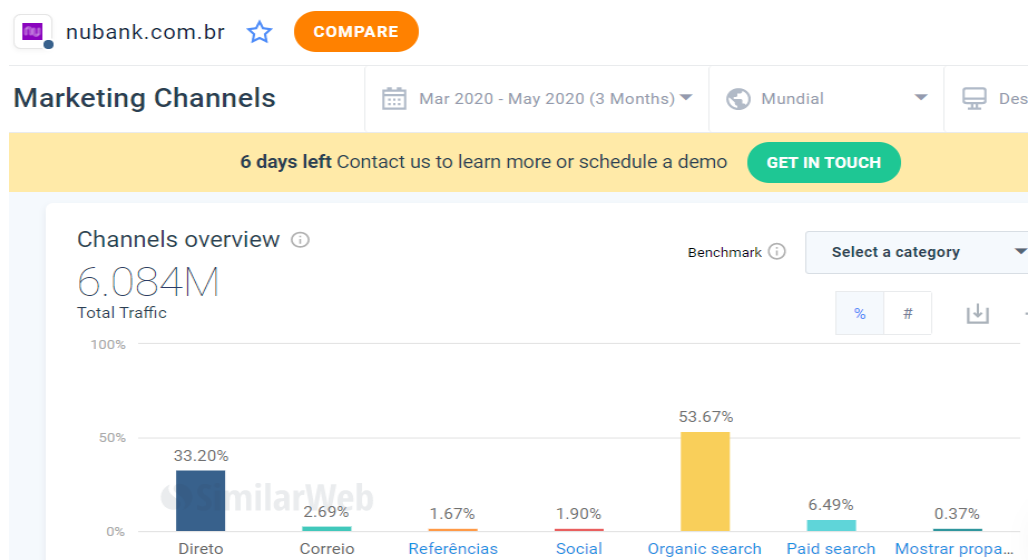 nu
nubank.com.br
COMPARE
Marketing Channels
Mar 2020 - May 2020 (3 Months)
Mundial
Des
6 days left Contact us to learn more or schedule a demo
GET IN TOUCH
Channels overview
6.084M
Total Traffic
Benchmark
Select a category
%
#
100%
50%
0%
33.20%
2.69%
1.67%
1.90%
53.67%
6.49%
0.37%
SimilarWeb
Direto
Correio
Referências
Social
Organic search
Paid search
Mostrar propa...